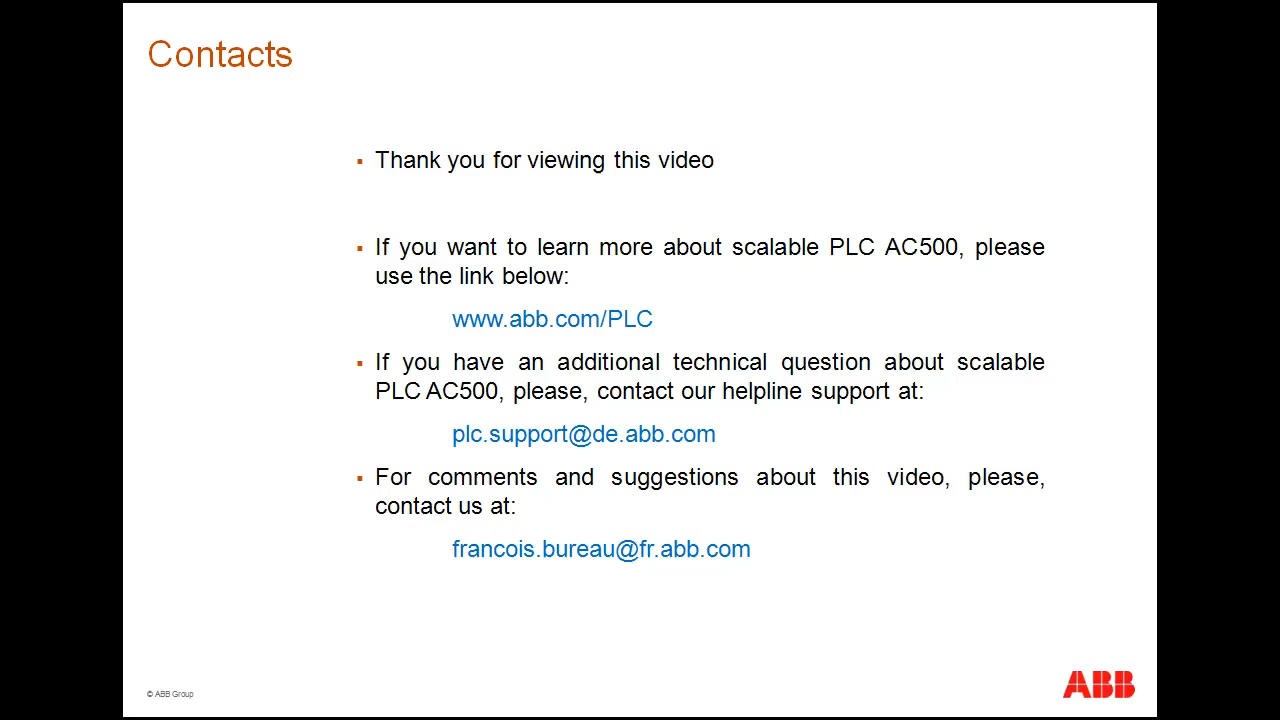 Contacts
▪ Thank you for viewing this video
▪ If you want to learn more about scalable PLC AC500, please
use the link below:
www.abb.com/PLC
▪ If you have an additional technical question about scalable
PLC AC500, please, contact our helpline support at:
plc.support@de.abb.com
▪ For comments and suggestions about this video, please,
contact us at:
francois.bureau@fr.abb.com
© ABB Group
ABB